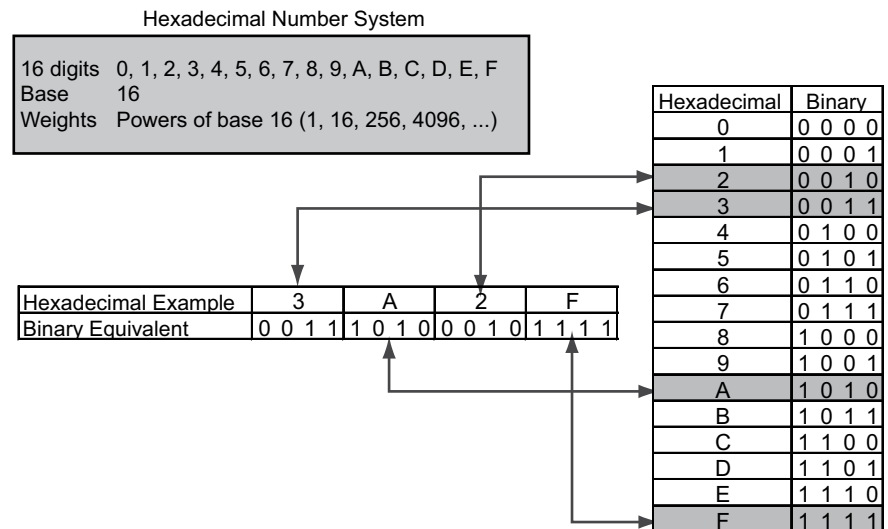 Hexadecimal Number System
16 digits 0, 1, 2, 3, 4, 5, 6, 7, 8, 9, A, B, C, D, E, F
Base 16
Weights Powers of base 16 (1, 16, 256, 4096, ...)
Hexadecimal Binary
0 0 0 0 0
1 0 0 0 1
2 0 0 1 0
3 0 0 1 1
4 0 1 0 0
5 0 1 0 1
6 0 1 1 0
7 0 1 1 1
8 1 0 0 0
9 1 0 0 1
A 1 0 1 0
B 1 0 1 1
C 1 1 0 0
D 1 1 0 1
E 1 1 1 0
F 1 1 1 1
Hexadecimal Example 3 A 2 F
Binary Equivalent 0 0 1 1 1 0 1 0 0 0 1 0 1 1 1 1